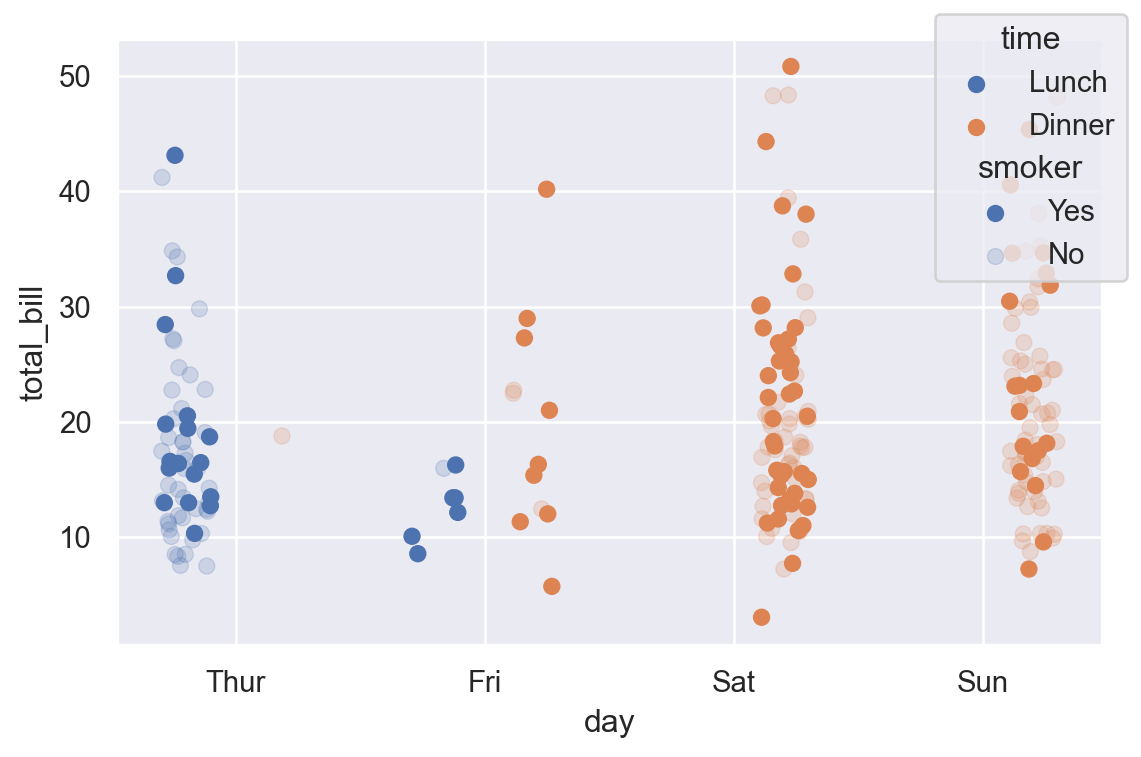 time
Lunch
Dinner
smoker
Yes
No
50
40
30
20
10
total_bill
Thur Fri Sat Sun
day